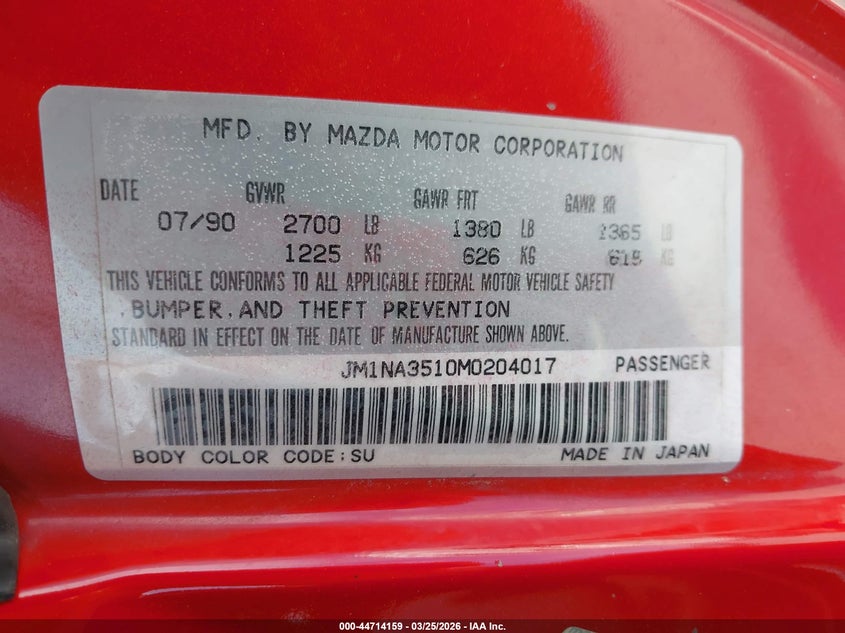 MFD. BY MAZDA MOTOR CORPORATION
DATE GVWR GAWR FRT GAWR RR
07/90 2700 LB 1380 LB 1365 LB
1225 KG 626 KG 619 KG
THIS VEHICLE CONFORMS TO ALL APPLICABLE FEDERAL MOTOR VEHICLE SAFETY
,BUMPER,AND THEFT PREVENTION
STANDARD IN EFFECT ON THE DATE OF MANUFACTURE SHOWN ABOVE.
JM1NA3510M0204017 PASSENGER
BODY COLOR CODE:SU MADE IN JAPAN
000-44714159 - 03/25/2026 - IAA Inc.